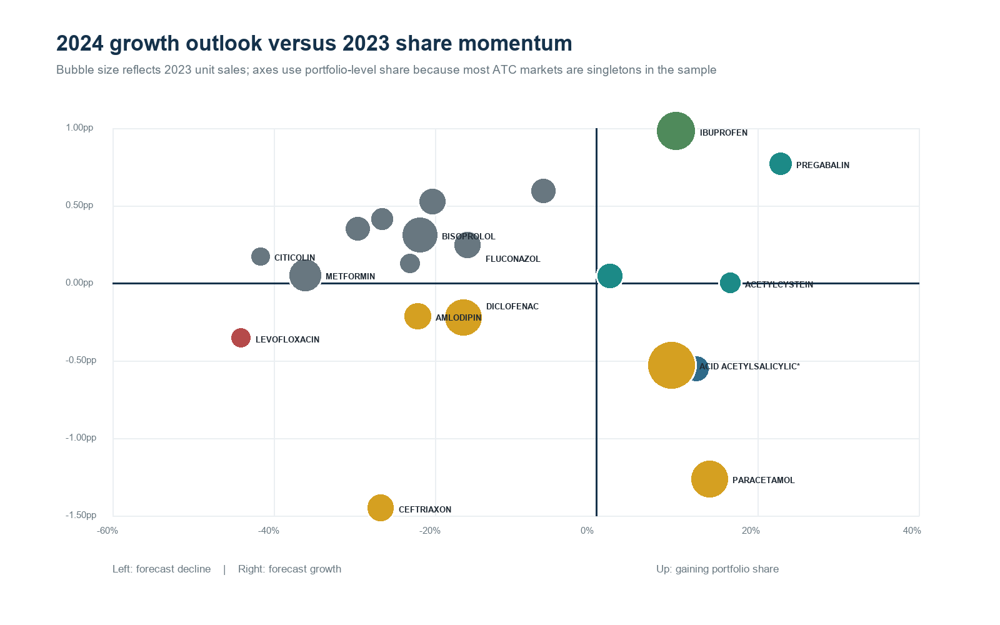 2024 growth outlook versus 2023 share momentum
Bubble size reflects 2023 unit sales; axes use portfolio-level share because most ATC markets are singletons in the sample
1.00pp
IBUPROFEN
PREGABALIN
0.50pp
BISOPROLOL
CITICOLIN
FLUCONAZOL
METFORMIN
0.00pp
ACETYLCYSTEIN
DICLOFENAC
AMLODIPIN
LEVOFLOXACIN
-0.50pp
ACID ACETYLSALICYLIC*
-1.00pp
PARACETAMOL
CEFTRIAXON
-1.50pp
-60%
-40%
-20%
0%
20%
40%
Left: forecast decline | Right: forecast growth
Up: gaining portfolio share